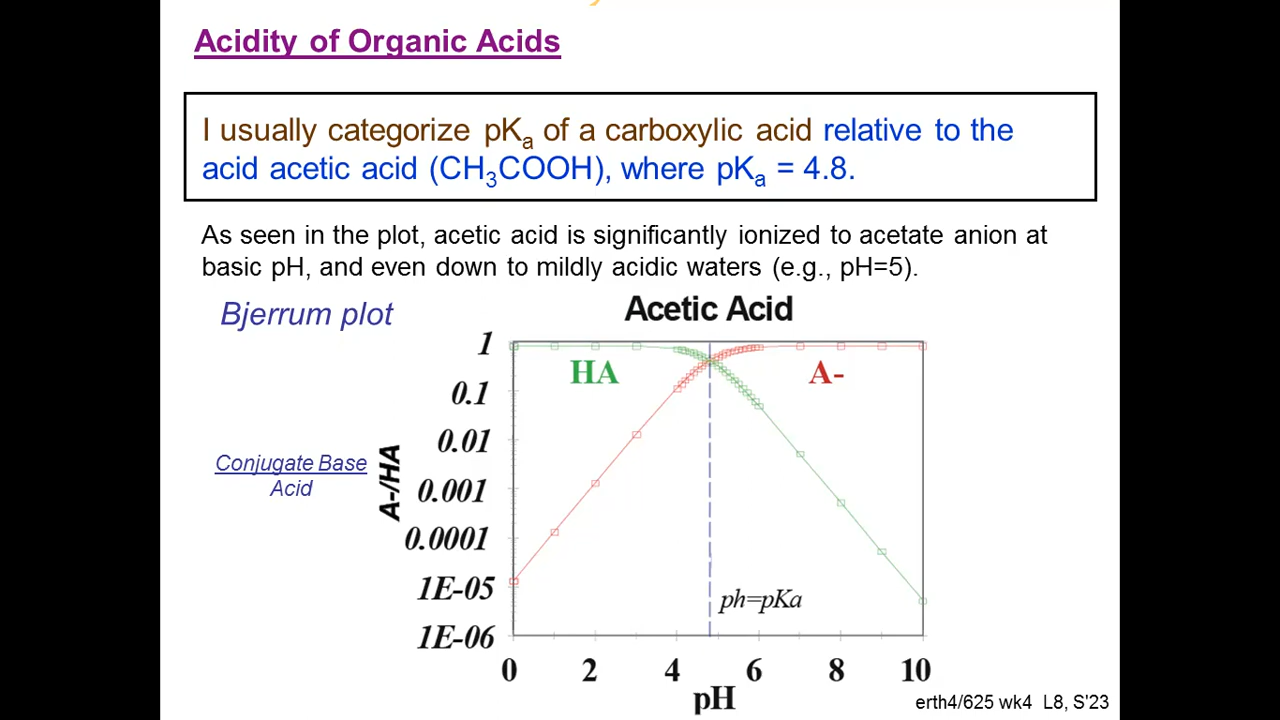 Acidity of Organic Acids
I usually categorize pKa of a carboxylic acid relative to the
acid acetic acid (CH3COOH), where pKa = 4.8.
As seen in the plot, acetic acid is significantly ionized to acetate anion at
basic pH, and even down to mildly acidic waters (e.g., pH=5).
Bjerrum plot
Acetic Acid
1
HA
A-
0.1
0.01
Conjugate Base
Acid
A-/HA
0.001
0.0001
1E-05
ph=pKa
1E-06
0 2 4 6 8 10
pH
erth4/625 wk4 L8, S'23